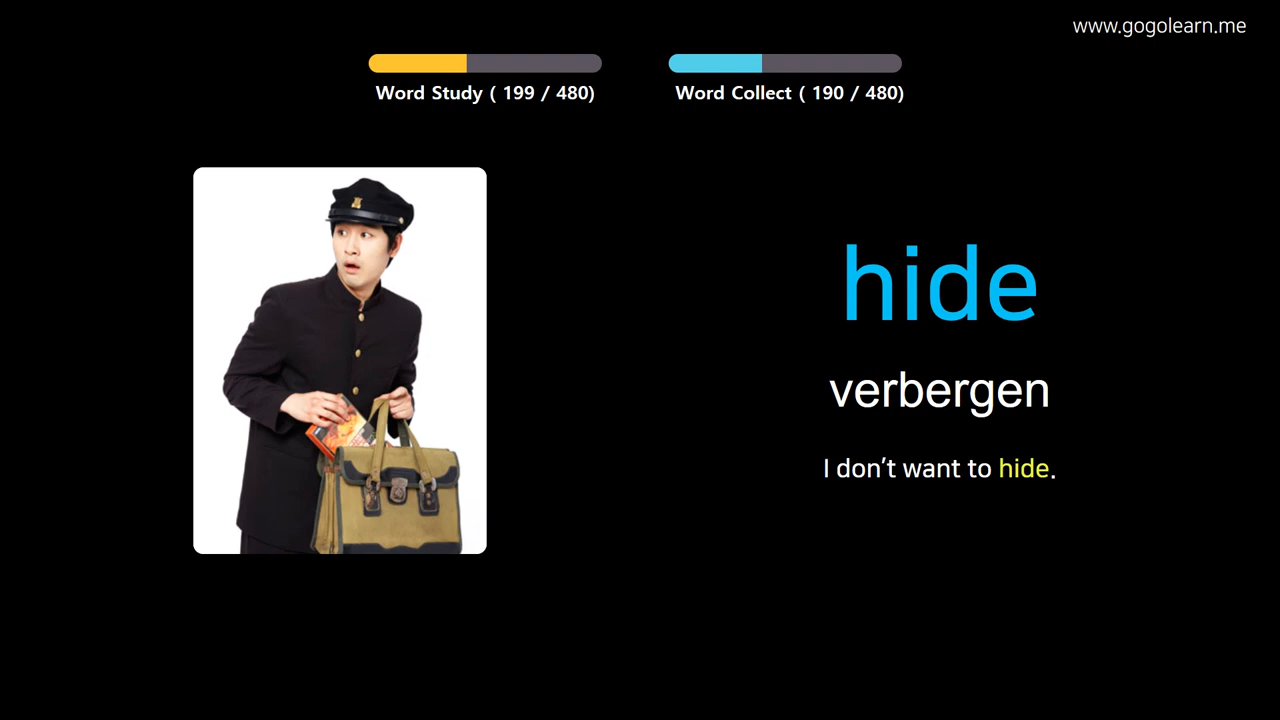 www.gogolearn.me
Word Study ( 199 / 480)
Word Collect ( 190 / 480)
hide
verbergen
I don’t want to hide.